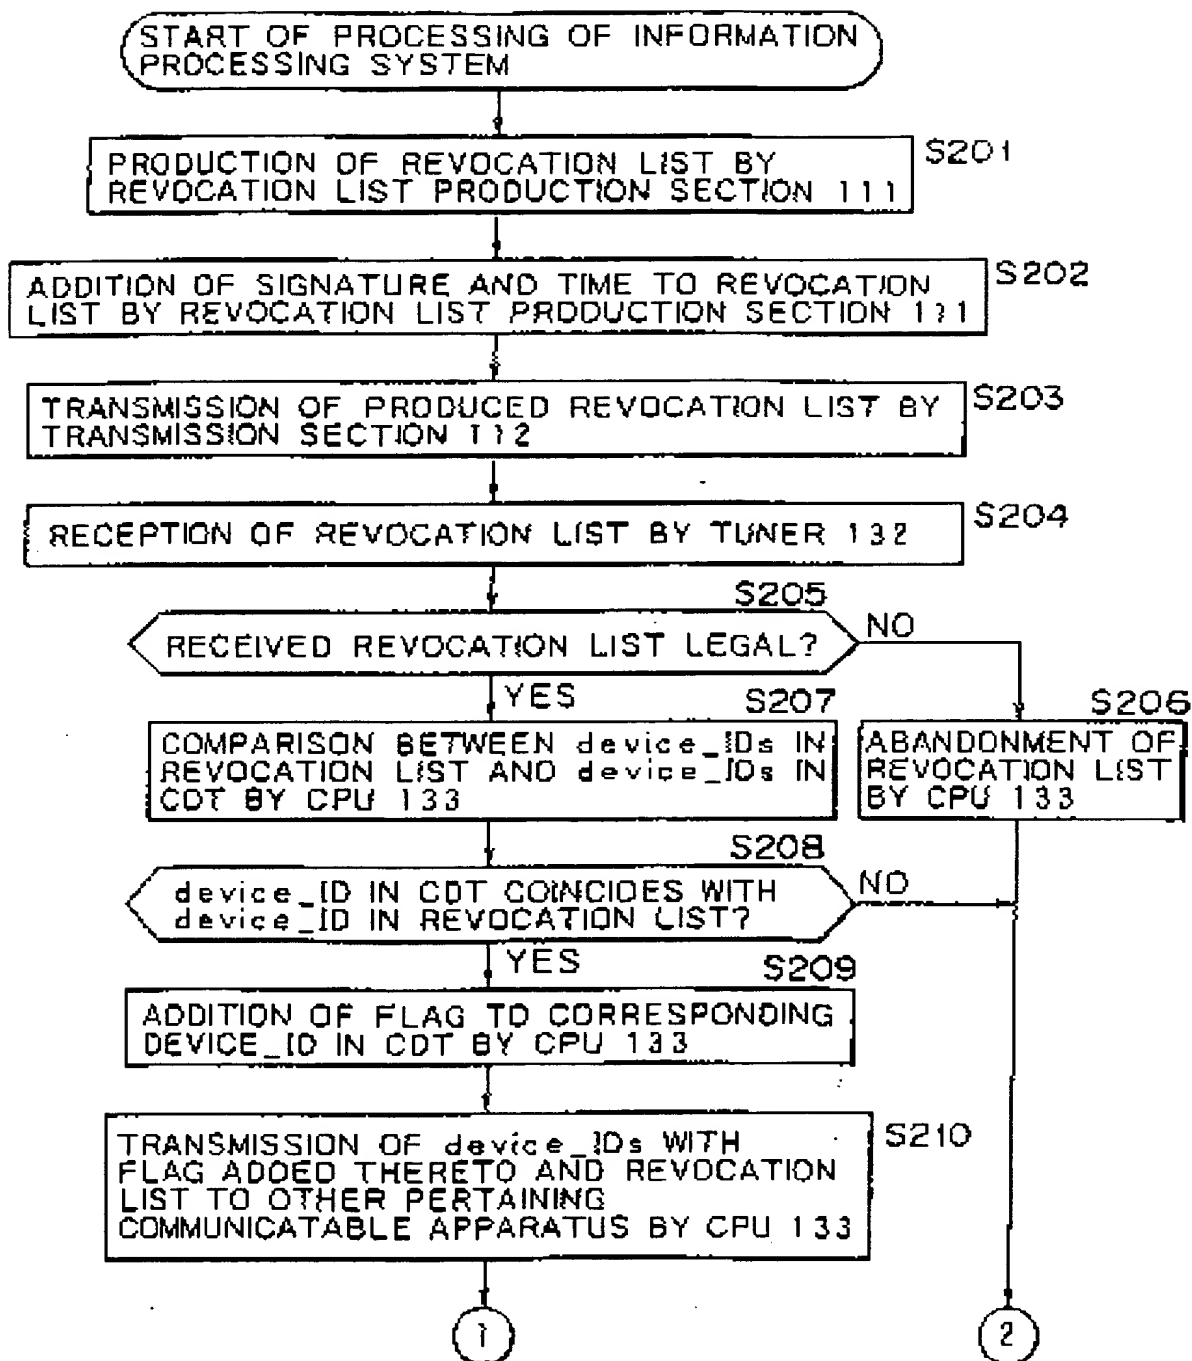 START OF PROCESSING OF INFORMATION
PROCESSING SYSTEM
PRODUCTION OF REVOCATION LIST BY
REVOCATION LIST PRODUCTION SECTION 111
S201
ADDITION OF SIGNATURE AND TIME TO REVOCATION
LIST BY REVOCATION LIST PRODUCTION SECTION 111
S202
TRANSMISSION OF PRODUCED REVOCATION LIST BY
TRANSMISSION SECTION 112
S203
RECEPTION OF REVOCATION LIST BY TUNER 132
S204
S205
RECEIVED REVOCATION LIST LEGAL?
NO
YES
S207
COMPARISON BETWEEN device_IDs IN
REVOCATION LIST AND device_IDs IN
CDT BY CPU 133
S206
ABANDONMENT OF
REVOCATION LIST
BY CPU 133
S208
device_ID IN CDT COINCIDES WITH
device_ID IN REVOCATION LIST?
NO
YES
S209
ADDITION OF FLAG TO CORRESPONDING
DEVICE_ID IN CDT BY CPU 133
S210
TRANSMISSION OF device_IDs WITH
FLAG ADDED THERETO AND REVOCATION
LIST TO OTHER PERTAINING
COMMUNICATABLE APPARATUS BY CPU 133
1
2